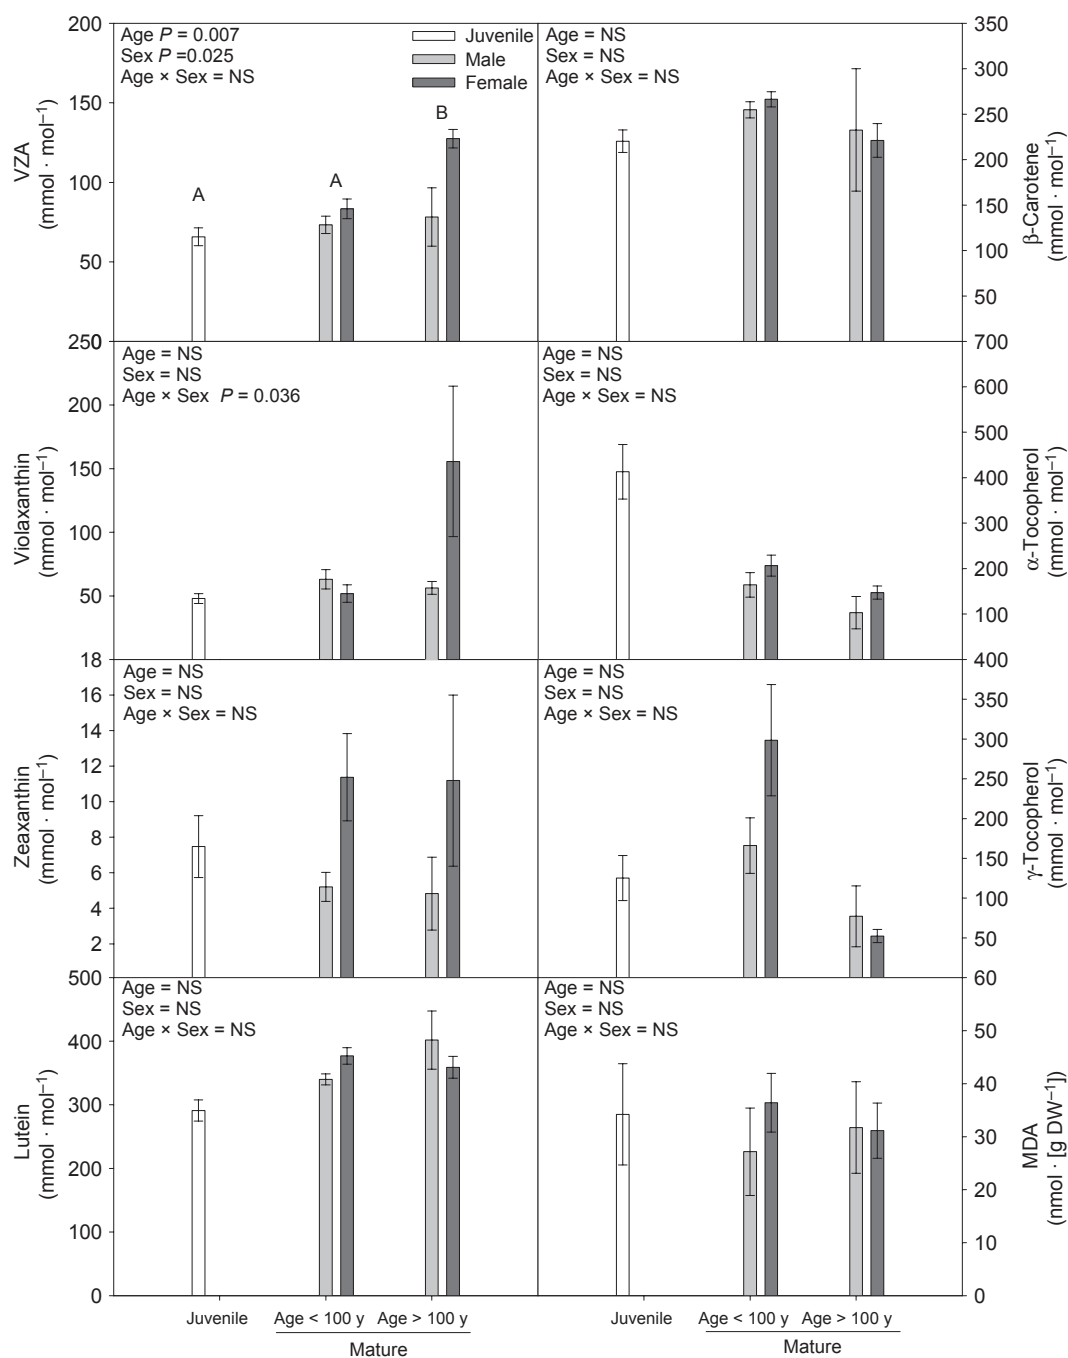 200
150
100
50
250
0
VZA
(mmol · mol⁻¹)
Age P = 0.007
Sex P =0.025
Age × Sex = NS
Juvenile
Male
Female
A
A
B
Age = NS
Sex = NS
Age × Sex = NS
350
300
250
200
150
100
50
700
β-Carotene
(mmol · mol⁻¹)
200
150
100
50
18
Violaxanthin
(mmol · mol⁻¹)
Age = NS
Sex = NS
Age × Sex P = 0.036
Age = NS
Sex = NS
Age × Sex = NS
600
500
400
300
200
100
400
α-Tocopherol
(mmol · mol⁻¹)
16
14
12
10
8
6
4
2
500
Zeaxanthin
(mmol · mol⁻¹)
Age = NS
Sex = NS
Age × Sex = NS
Age = NS
Sex = NS
Age × Sex = NS
350
300
250
200
150
100
50
60
γ-Tocopherol
(mmol · mol⁻¹)
400
300
200
100
0
Lutein
(mmol · mol⁻¹)
Age = NS
Sex = NS
Age × Sex = NS
Age = NS
Sex = NS
Age × Sex = NS
50
40
30
20
10
0
MDA
(nmol · [g DW⁻¹])
Juvenile
Age < 100 y
Age > 100 y
Mature
Juvenile
Age < 100 y
Age > 100 y
Mature